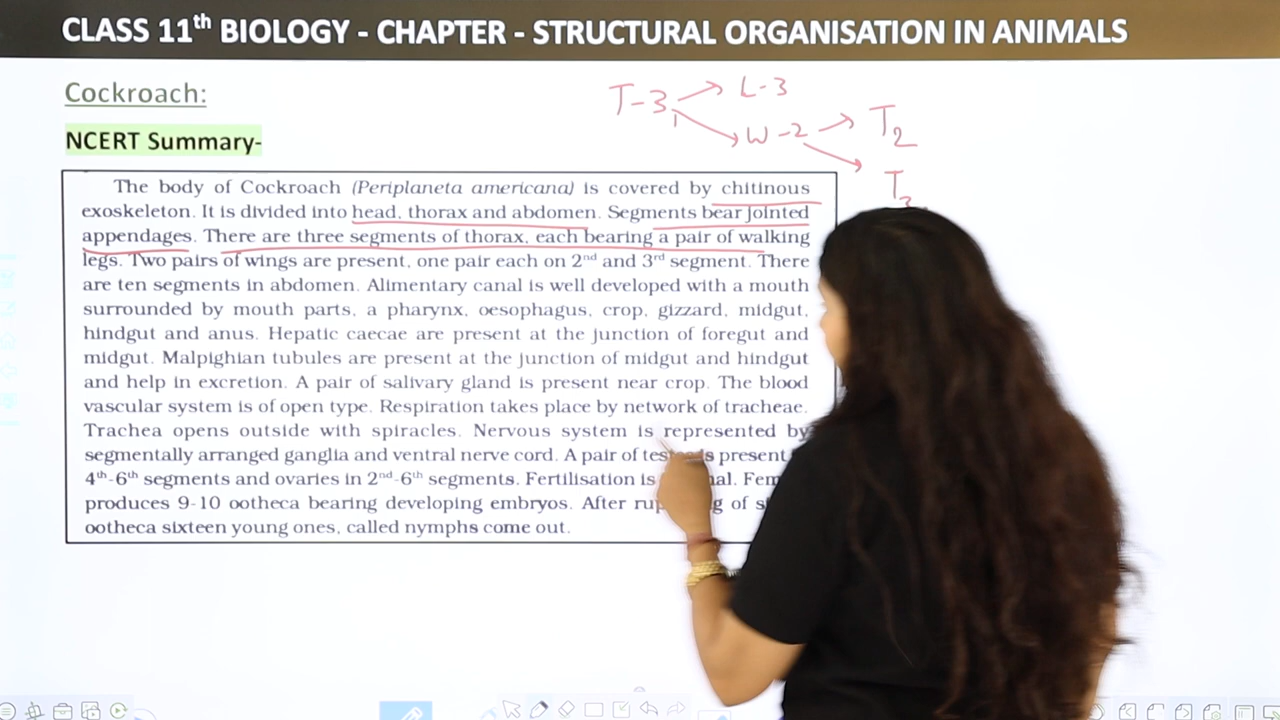 CLASS 11th BIOLOGY - CHAPTER - STRUCTURAL ORGANISATION IN ANIMALS
Cockroach:
T-3 L-3
W-2 T2
T3
NCERT Summary-
The body of Cockroach (Periplaneta americana) is covered by chitinous
exoskeleton. It is divided into head, thorax and abdomen. Segments bear jointed
appendages. There are three segments of thorax, each bearing a pair of walking
legs. Two pairs of wings are present, one pair each on 2nd and 3rd segment. There
are ten segments in abdomen. Alimentary canal is well developed with a mouth
surrounded by mouth parts, a pharynx, oesophagus, crop, gizzard, midgut,
hindgut and anus. Hepatic caecae are present at the junction of foregut and
midgut. Malpighian tubules are present at the junction of midgut and hindgut
and help in excretion. A pair of salivary gland is present near crop. The blood
vascular system is of open type. Respiration takes place by network of tracheae.
Trachea opens outside with spiracles. Nervous system is represented by
segmentally arranged ganglia and ventral nerve cord. A pair of is present
4th-6th segments and ovaries in 2nd-6th segments. Fertilisation is
produces 9-10 ootheca bearing developing embryos. After of
ootheca sixteen young ones, called nymphs come out.